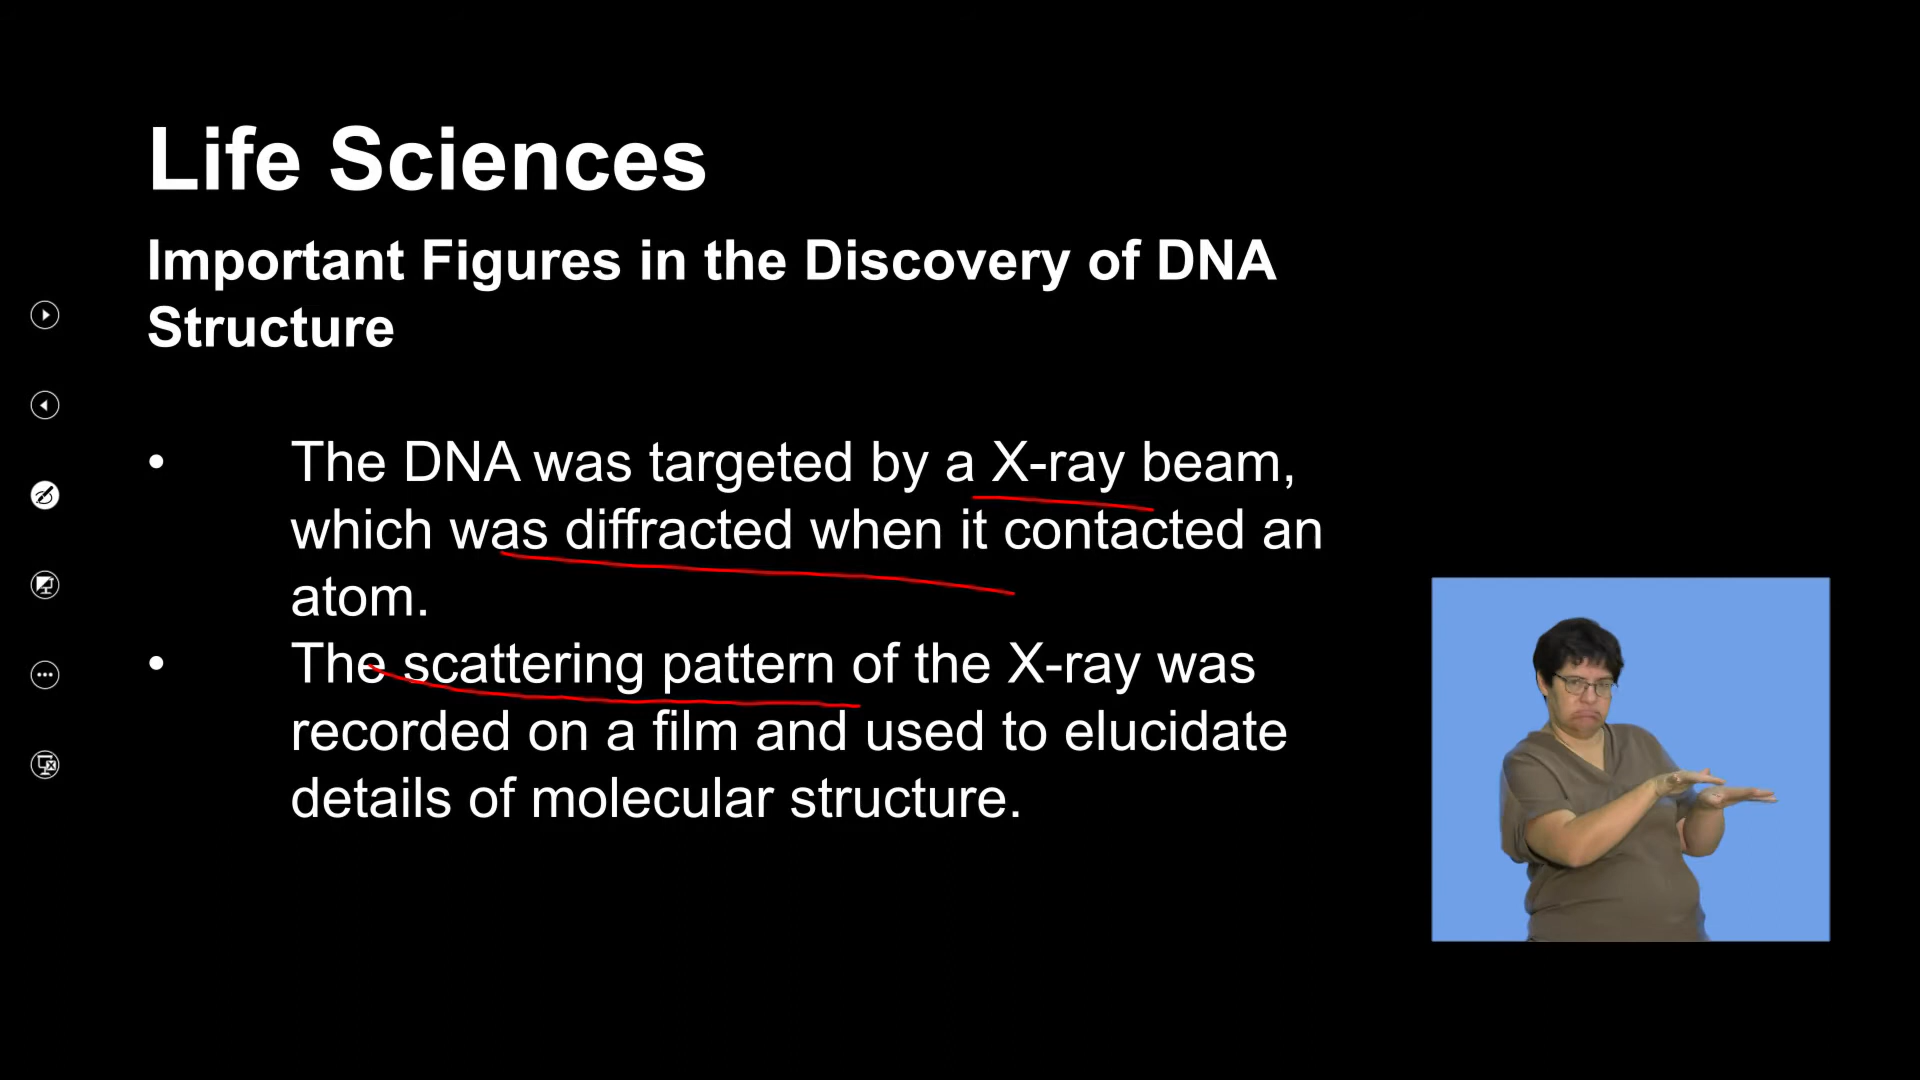 Life Sciences
Important Figures in the Discovery of DNA
Structure
• The DNA was targeted by a X-ray beam,
which was diffracted when it contacted an
atom.
• The scattering pattern of the X-ray was
recorded on a film and used to elucidate
details of molecular structure.